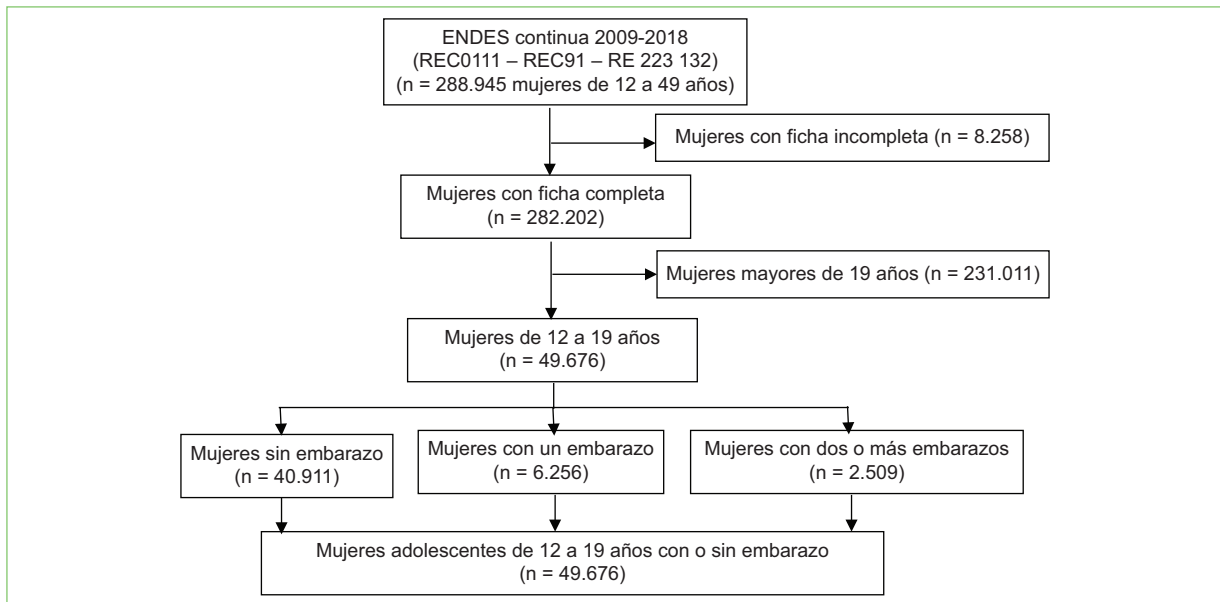 ENDES continua 2009-2018
(REC0111 – REC91 – RE 223 132)
(n = 288.945 mujeres de 12 a 49 años)
Mujeres con ficha incompleta (n = 8.258)
Mujeres con ficha completa
(n = 282.202)
Mujeres mayores de 19 años (n = 231.011)
Mujeres de 12 a 19 años
(n = 49.676)
Mujeres sin embarazo
(n = 40.911)
Mujeres con un embarazo
(n = 6.256)
Mujeres con dos o más embarazos
(n = 2.509)
Mujeres adolescentes de 12 a 19 años con o sin embarazo
(n = 49.676)